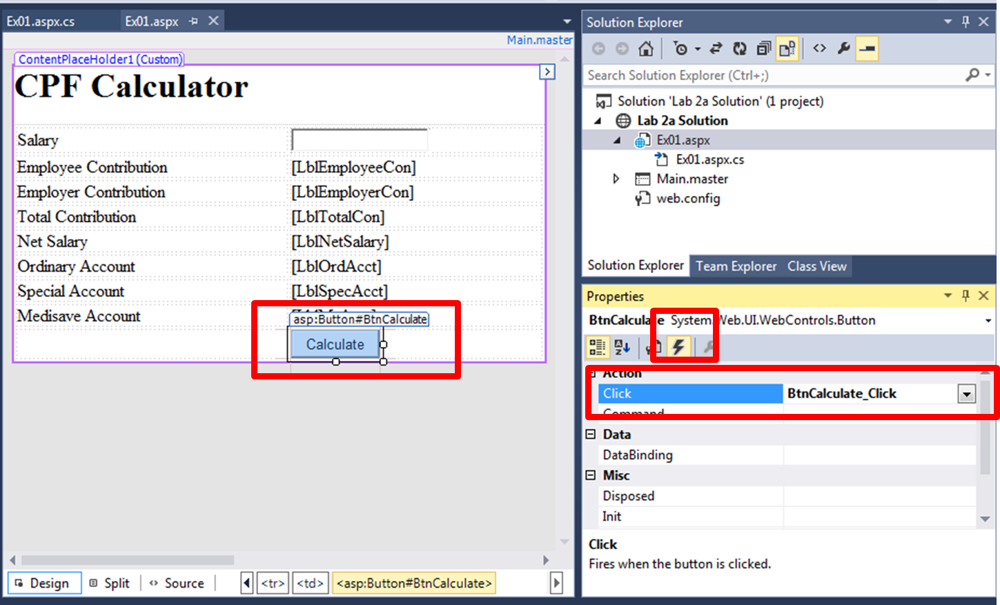 Ex01.aspx.cs
Ex01.aspx
Main.master
ContentPlaceHolder1 (Custom)
CPF Calculator
Salary
Employee Contribution [LblEmployeeCon]
Employer Contribution [LblEmployerCon]
Total Contribution [LblTotalCon]
Net Salary [LblNetSalary]
Ordinary Account [LblOrdAcct]
Special Account [LblSpecAcct]
Medisave Account
asp:Button#BtnCalculate
Calculate
Design Split Source <tr> <td> <asp:Button#BtnCalculate>
Solution Explorer
Search Solution Explorer (Ctrl+;)
Solution 'Lab 2a Solution' (1 project)
Lab 2a Solution
Ex01.aspx
Ex01.aspx.cs
Main.master
web.config
Solution Explorer Team Explorer Class View
Properties
BtnCalculate System.Web.UI.WebControls.Button
Action
Click BtnCalculate_Click
Command
Data
DataBinding
Misc
Disposed
Init
Click
Fires when the button is clicked.